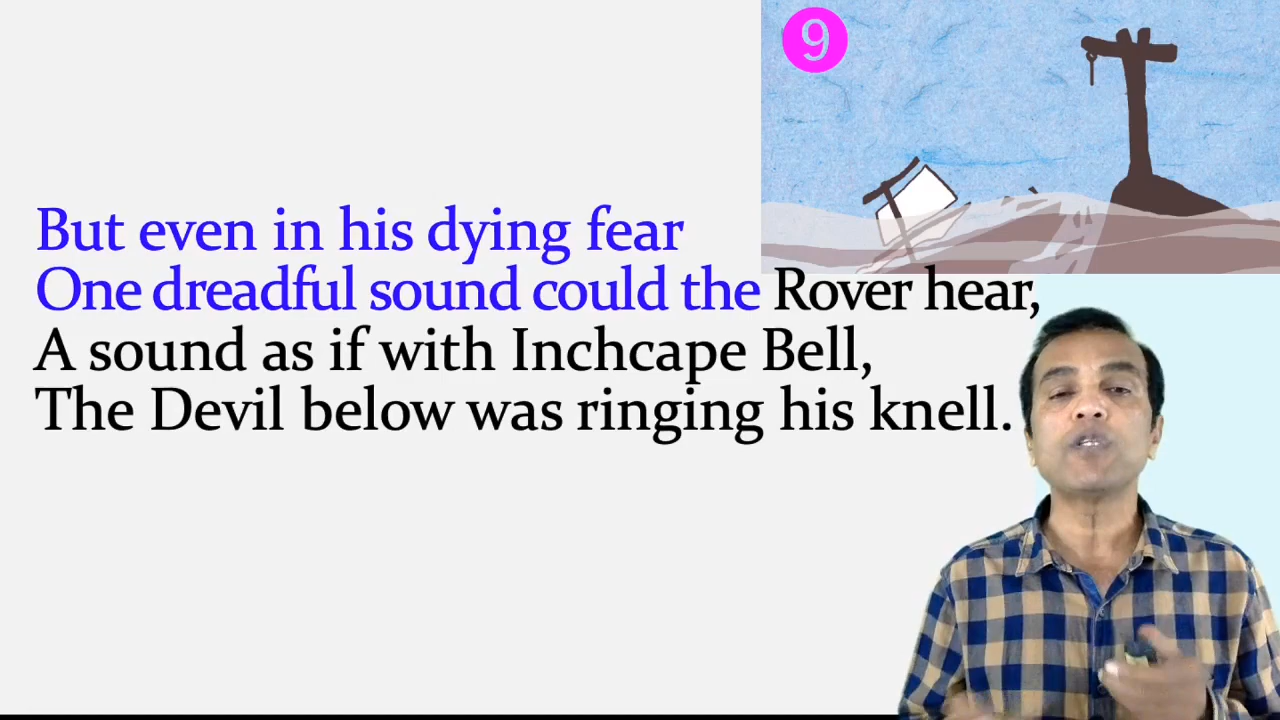 9
But even in his dying fear
One dreadful sound could the Rover hear,
A sound as if with Inchcape Bell,
The Devil below was ringing his knell.